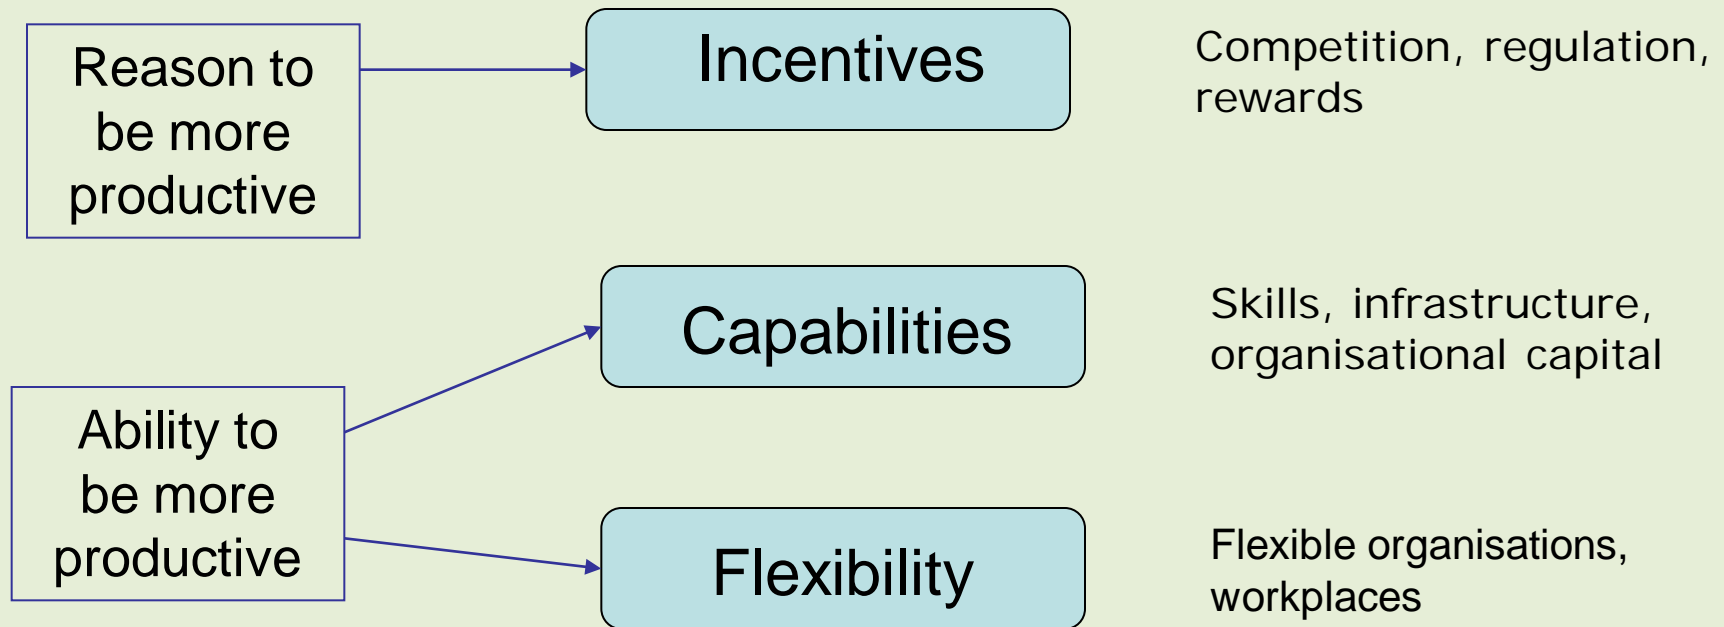 Reason to
be more
productive
Incentives
Competition, regulation,
rewards
Capabilities
Skills, infrastructure,
organisational capital
Ability to
be more
productive
Flexibility
Flexible organisations,
workplaces